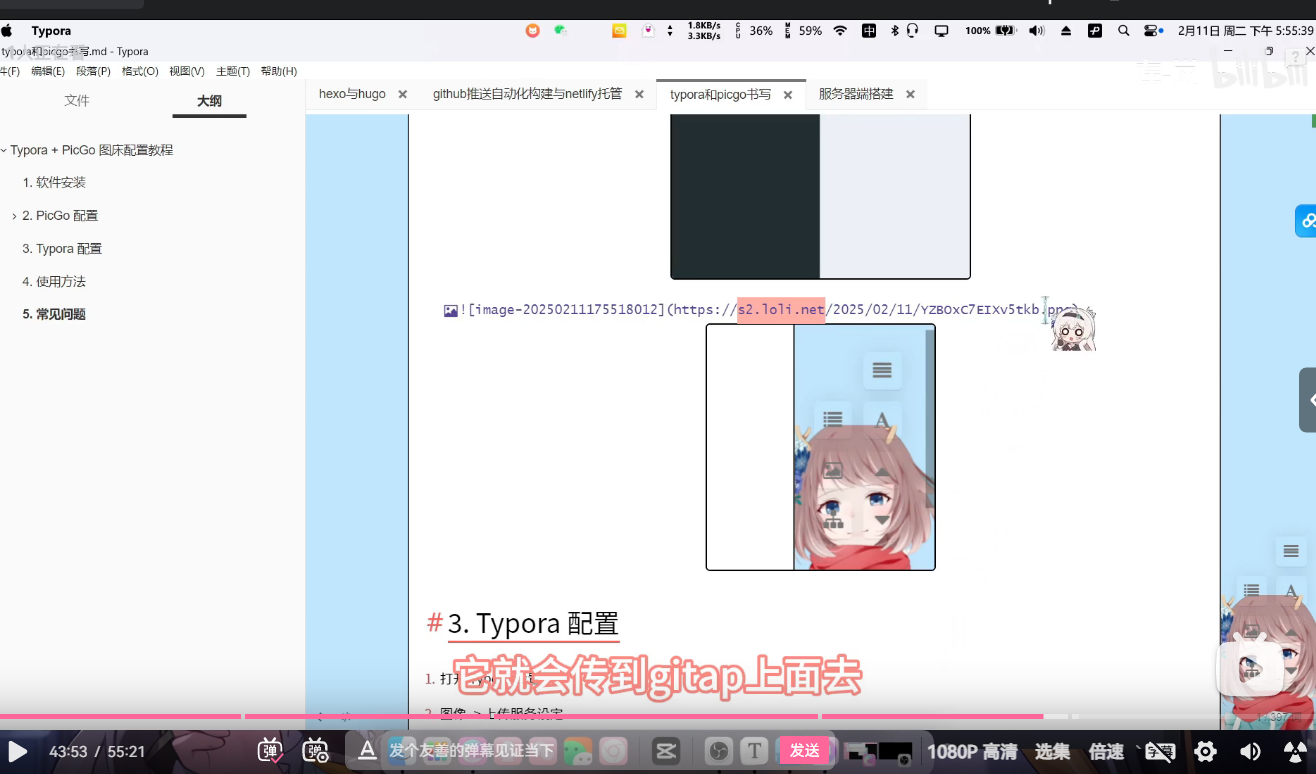 Typora
1.8KB/s
3.3KB/s
36%
59%
中
100%
2月11日 周二 下午 5:55:39
typora和picgo书写.md - Typora
件(F) 编辑(E) 段落(P) 格式(O) 视图(V) 主题(T) 帮助(H)
bilibili
文件
大纲
hexo与hugo
github推送自动化构建与netlify托管
typora和picgo书写
服务器端搭建
Typora + PicGo 图床配置教程
1. 软件安装
2. PicGo 配置
3. Typora 配置
4. 使用方法
5. 常见问题
![image-20250211175518012](https://s2.loli.net/2025/02/11/YZBOxC7EIXv5tkb.png)
A
# 3. Typora 配置
A
1. 打开
它就会传到gitap上面去
2. 图像 -> 上传服务设定
43:53 / 55:21
弹
弹
A
发个友善的弹幕见证当下
T
发送
1080P 高清
选集
倍速
字幕